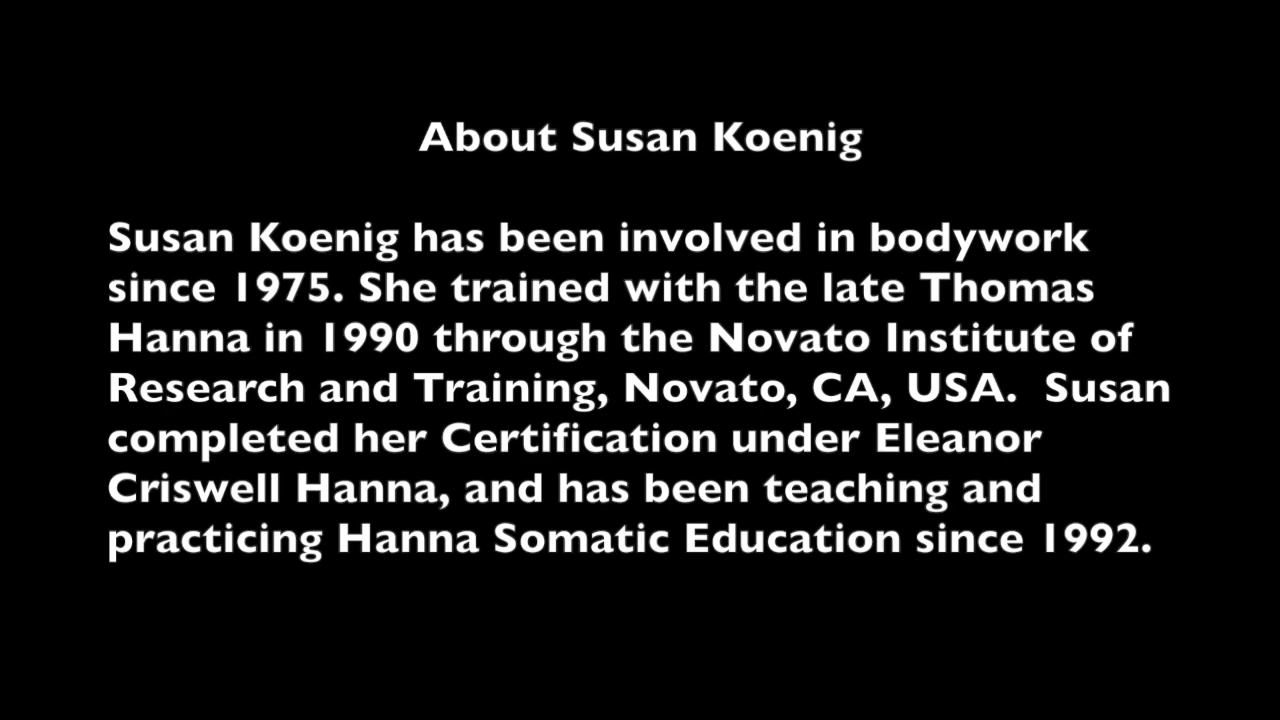 About Susan Koenig
Susan Koenig has been involved in bodywork
since 1975. She trained with the late Thomas
Hanna in 1990 through the Novato Institute of
Research and Training, Novato, CA, USA.  Susan
completed her Certification under Eleanor
Criswell Hanna, and has been teaching and
practicing Hanna Somatic Education since 1992.